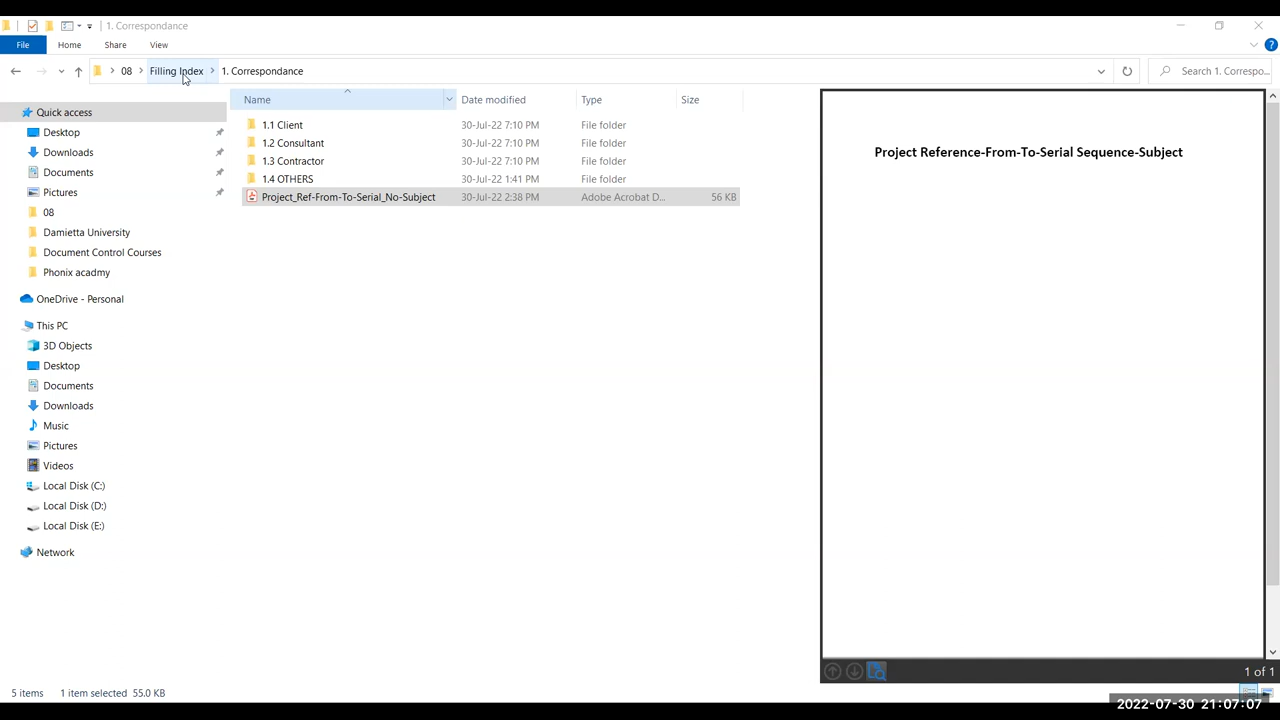 1. Correspondance
File Home Share View
08 Filling Index 1. Correspondance Search 1. Correspo...
Name Date modified Type Size
Quick access
Desktop
Downloads
Documents
Pictures
08
Damietta University
Document Control Courses
Phonix acadmy
OneDrive - Personal
This PC
3D Objects
Desktop
Documents
Downloads
Music
Pictures
Videos
Local Disk (C:)
Local Disk (D:)
Local Disk (E:)
Network
1.1 Client 30-Jul-22 7:10 PM File folder
1.2 Consultant 30-Jul-22 7:10 PM File folder
1.3 Contractor 30-Jul-22 7:10 PM File folder
1.4 OTHERS 30-Jul-22 1:41 PM File folder
Project_Ref-From-To-Serial_No-Subject 30-Jul-22 2:38 PM Adobe Acrobat D... 56 KB
Project Reference-From-To-Serial Sequence-Subject
1 of 1
5 items 1 item selected 55.0 KB
2022-07-30 21:07:07